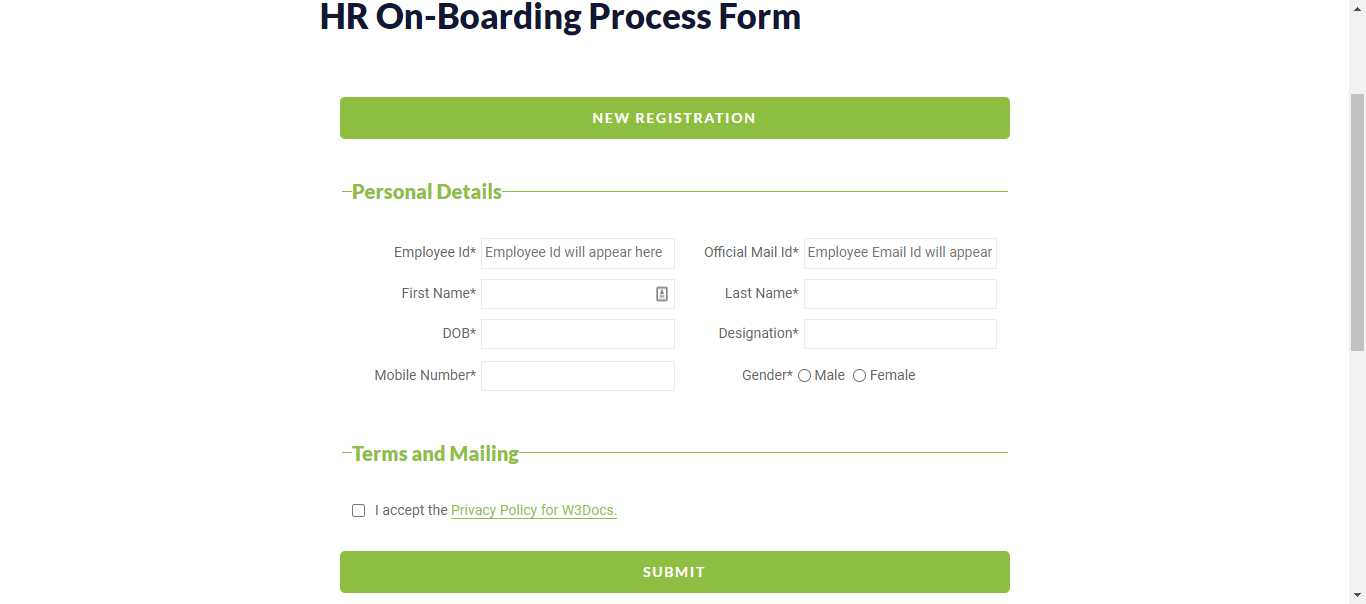 HR On-Boarding Process Form
NEW REGISTRATION
Personal Details
Employee Id* Employee Id will appear here Official Mail Id* Employee Email Id will appear
First Name* Last Name*
DOB* Designation*
Mobile Number* Gender* Male Female
Terms and Mailing
I accept the Privacy Policy for W3Docs.
SUBMIT